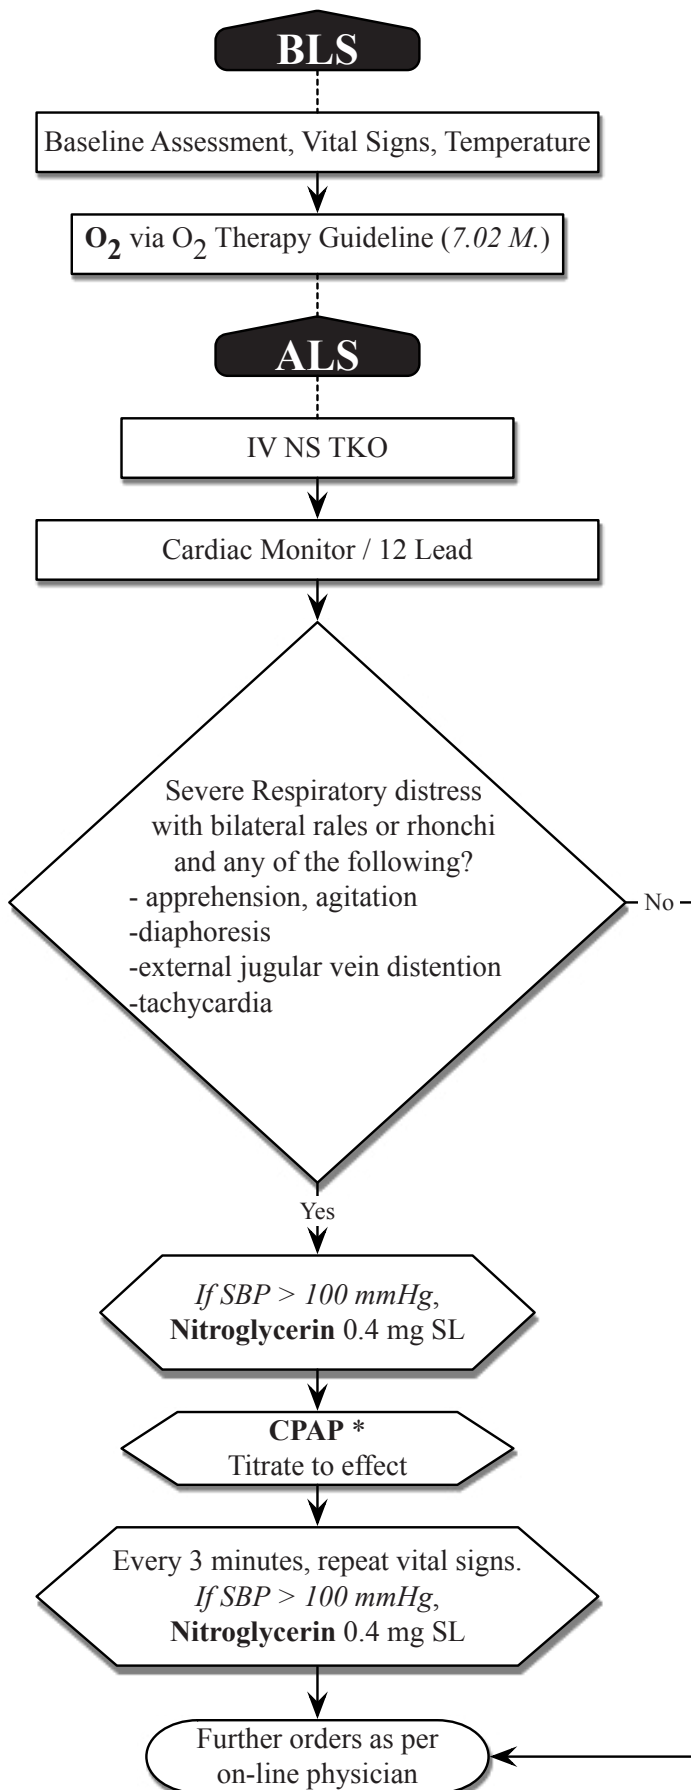 BLS
Baseline Assessment, Vital Signs, Temperature
O2 via O2 Therapy Guideline (7.02 M.)
ALS
IV NS TKO
Cardiac Monitor / 12 Lead
Severe Respiratory distress
with bilateral rales or rhonchi
and any of the following?
- apprehension, agitation
-diaphoresis
-external jugular vein distention
-tachycardia
No
Yes
If SBP > 100 mmHg,
Nitroglycerin 0.4 mg SL
CPAP *
Titrate to effect
Every 3 minutes, repeat vital signs.
If SBP > 100 mmHg,
Nitroglycerin 0.4 mg SL
Further orders as per
on-line physician